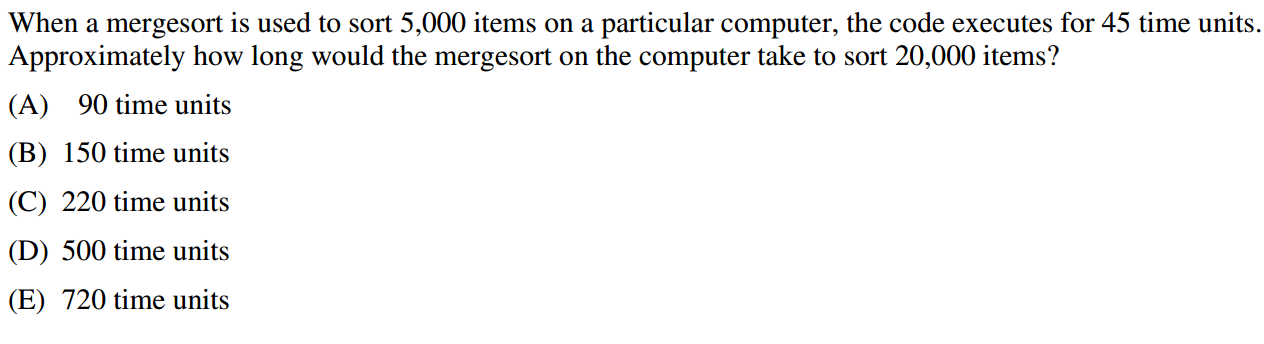 When a mergesort is used to sort 5,000 items on a particular computer, the code executes for 45 time units.
Approximately how long would the mergesort on the computer take to sort 20,000 items?
(A) 90 time units
(B) 150 time units
(C) 220 time units
(D) 500 time units
(E) 720 time units